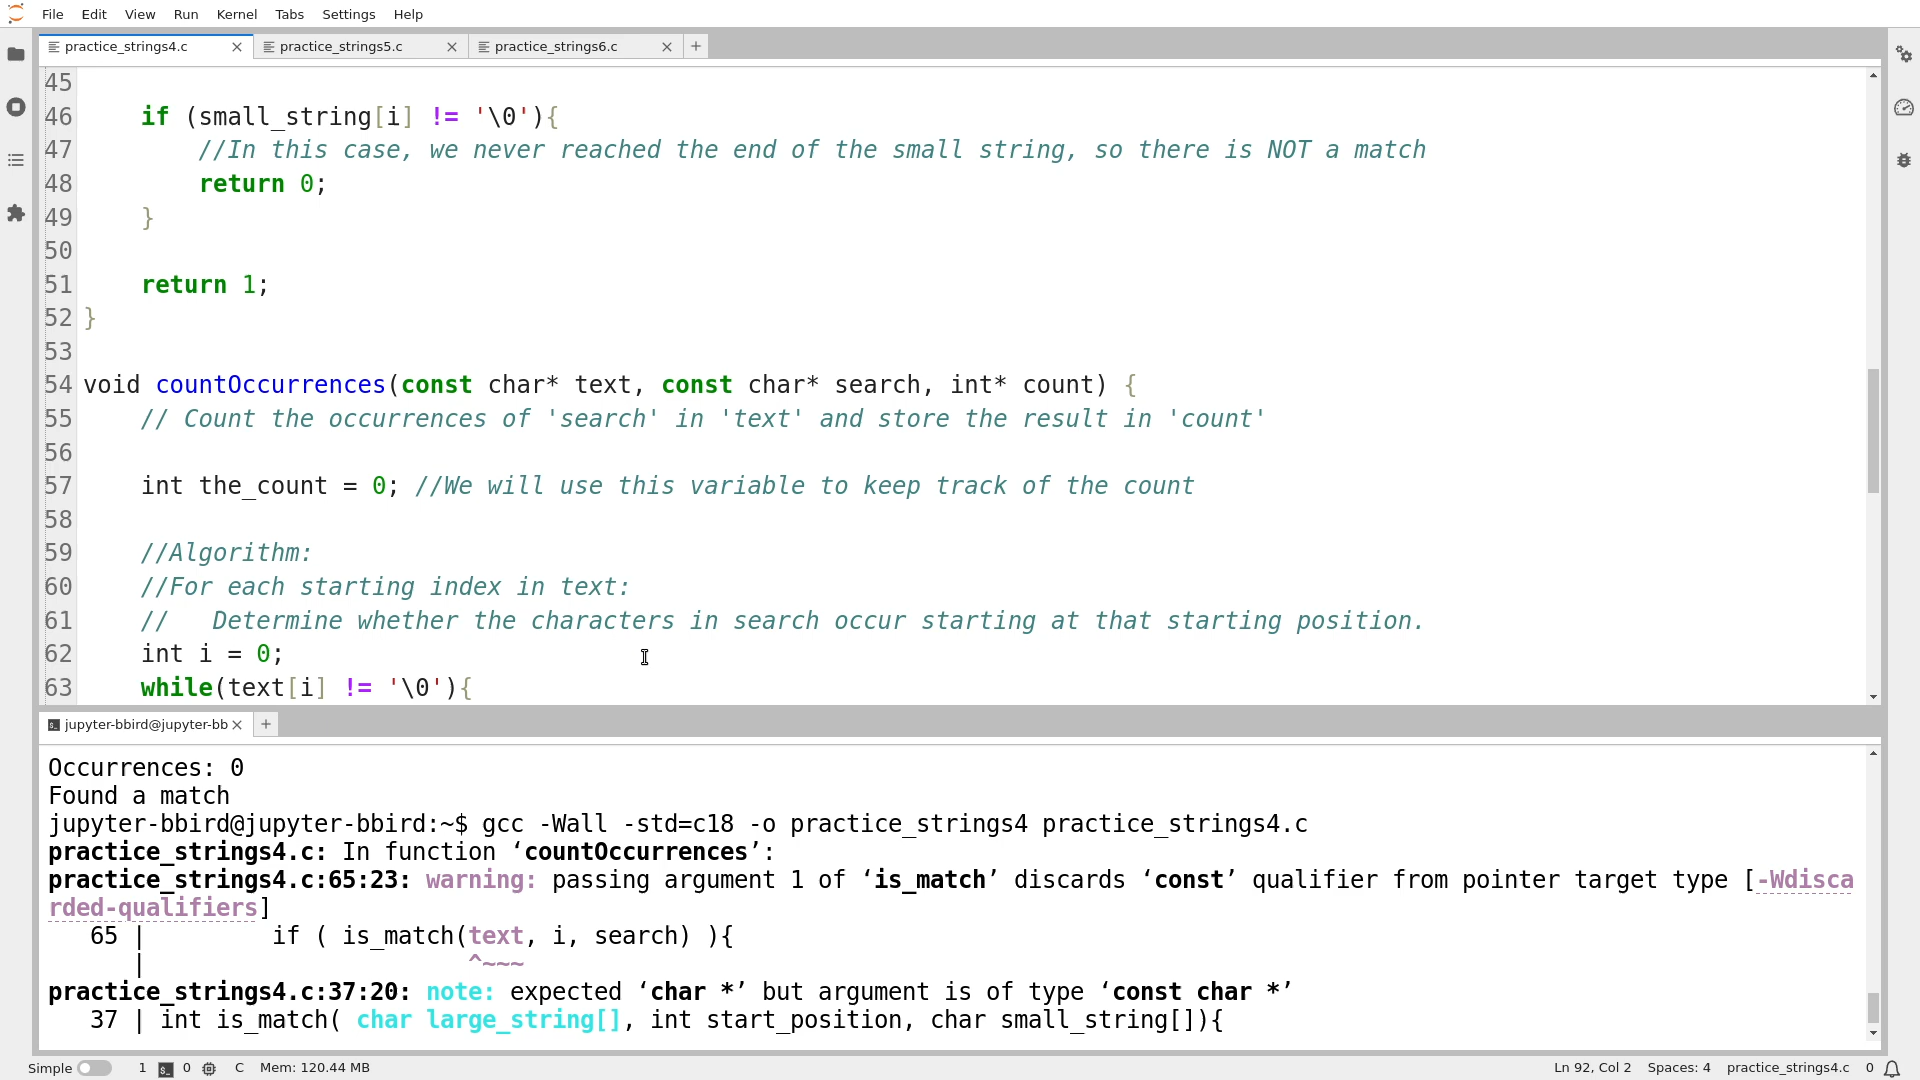 File Edit View Run Kernel Tabs Settings Help
practice_strings4.c practice_strings5.c practice_strings6.c
45
46     if (small_string[i] != '\0'){
47         //In this case, we never reached the end of the small string, so there is NOT a match
48         return 0;
49     }
50
51     return 1;
52 }
53
54 void countOccurrences(const char* text, const char* search, int* count) {
55     // Count the occurrences of 'search' in 'text' and store the result in 'count'
56
57     int the_count = 0; //We will use this variable to keep track of the count
58
59     //Algorithm:
60     //For each starting index in text:
61     //   Determine whether the characters in search occur starting at that starting position.
62     int i = 0;
63     while(text[i] != '\0'){
jupyter-bbird@jupyter-bb
Occurrences: 0
Found a match
jupyter-bbird@jupyter-bbird:~$ gcc -Wall -std=c18 -o practice_strings4 practice_strings4.c
practice_strings4.c: In function ‘countOccurrences’:
practice_strings4.c:65:23: warning: passing argument 1 of ‘is_match’ discards ‘const’ qualifier from pointer target type [-Wdisca
rded-qualifiers]
   65 |         if ( is_match(text, i, search) ){
      |                       ^~~~
practice_strings4.c:37:20: note: expected ‘char *’ but argument is of type ‘const char *’
   37 | int is_match( char large_string[], int start_position, char small_string[]){
Simple 1 0 C Mem: 120.44 MB Ln 92, Col 2 Spaces: 4 practice_strings4.c 0